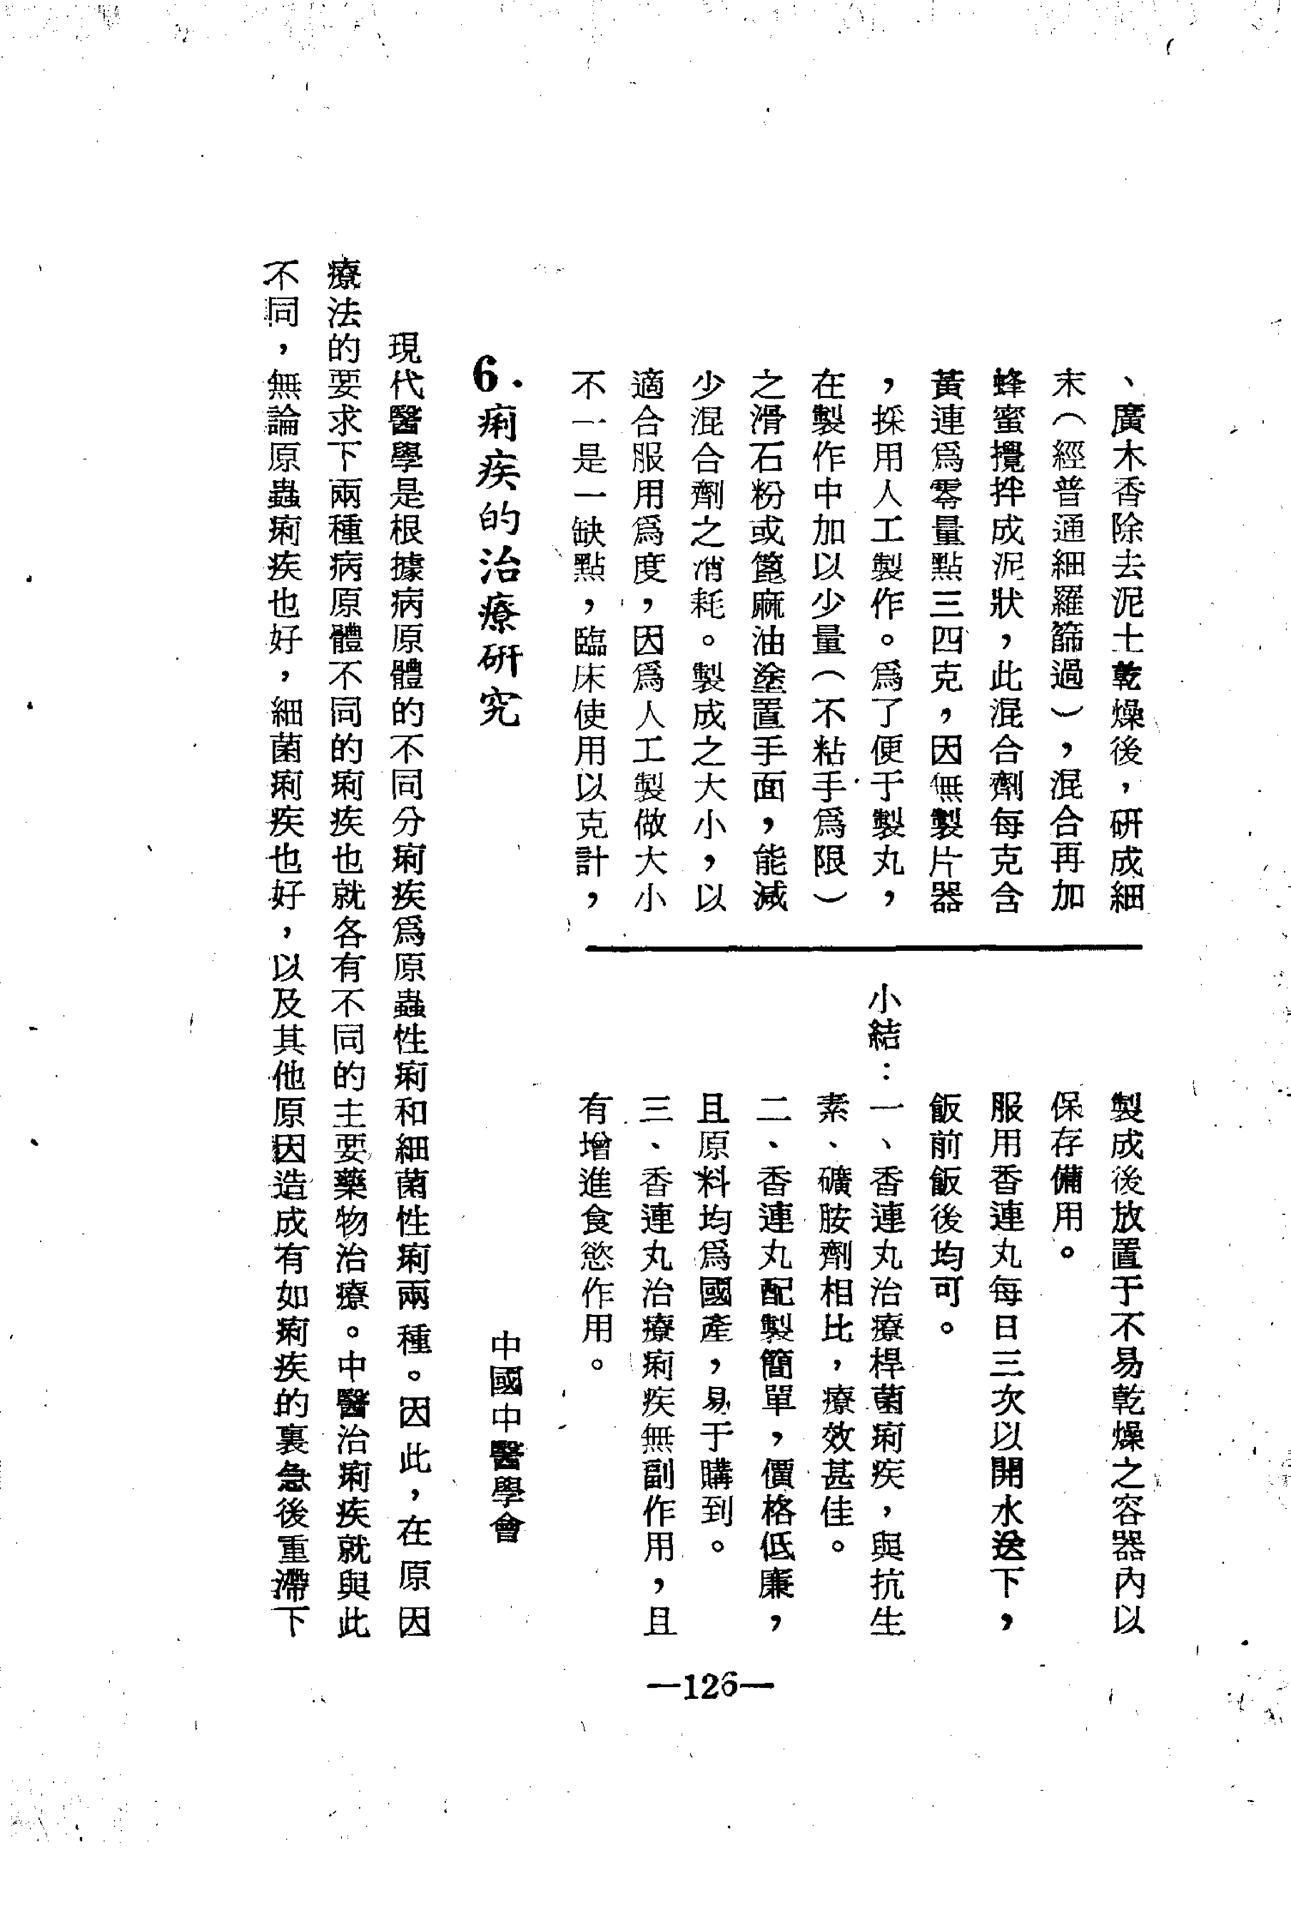 、廣木香除去泥土乾燥後，研成細
末（經普通細羅篩過），混合再加
蜂蜜攪拌成泥狀，此混合劑每克含
黃連爲零量點三四克，因無製片器
，採用人工製作。爲了便于製丸，
在製作中加以少量（不粘手爲限）
之滑石粉或篦麻油塗置手面，能減
少混合劑之消耗。製成之大小，以
適合服用爲度，因爲人工製做大小
不一是一缺點，臨床使用以克計，
製成後放置于不易乾燥之容器內以
保存備用。
服用香連丸每日三次以開水送下，
飯前飯後均可。
小結：一、香連丸治療桿菌痢疾，與抗生
素、礦胺劑相比，療效甚佳。
二、香連丸配製簡單，價格低廉，
且原料均爲國產，易于購到。
三、香連丸治療痢疾無副作用，且
有增進食慾作用。
6．痢疾的治療研究
中國中醫學會
現代醫學是根據病原體的不同分痢疾爲原蟲性痢和細菌性痢兩種。因此，在原因
療法的要求下兩種病原體不同的痢疾也就各有不同的主要藥物治療。中醫治痢疾就與此
不同，無論原蟲痢疾也好，細菌痢疾也好，以及其他原因造成有如痢疾的裏急後重滯下
—126—